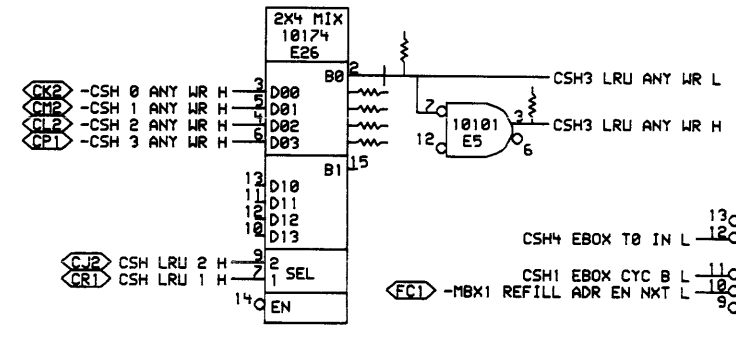 2X4 MIX
10174
E26
B0 2
CSH3 LRU ANY WR L
CK2 -CSH 0 ANY WR H 3 D00
CM2 -CSH 1 ANY WR H 5 D01
CL2 -CSH 2 ANY WR H 4 D02
CP1 -CSH 3 ANY WR H 6 D03
7 10101 3 CSH3 LRU ANY WR H
12 E5 6
B1 15
13 D10
11 D11
12 D12
10 D13
CJ2 CSH LRU 2 H 9 2
CR1 CSH LRU 1 H 7 1
SEL
14 EN
13
CSH4 EBOX T0 IN L 12
CSH1 EBOX CYC B L 11
FC1 -MBX1 REFILL ADR EN NXT L 10
9